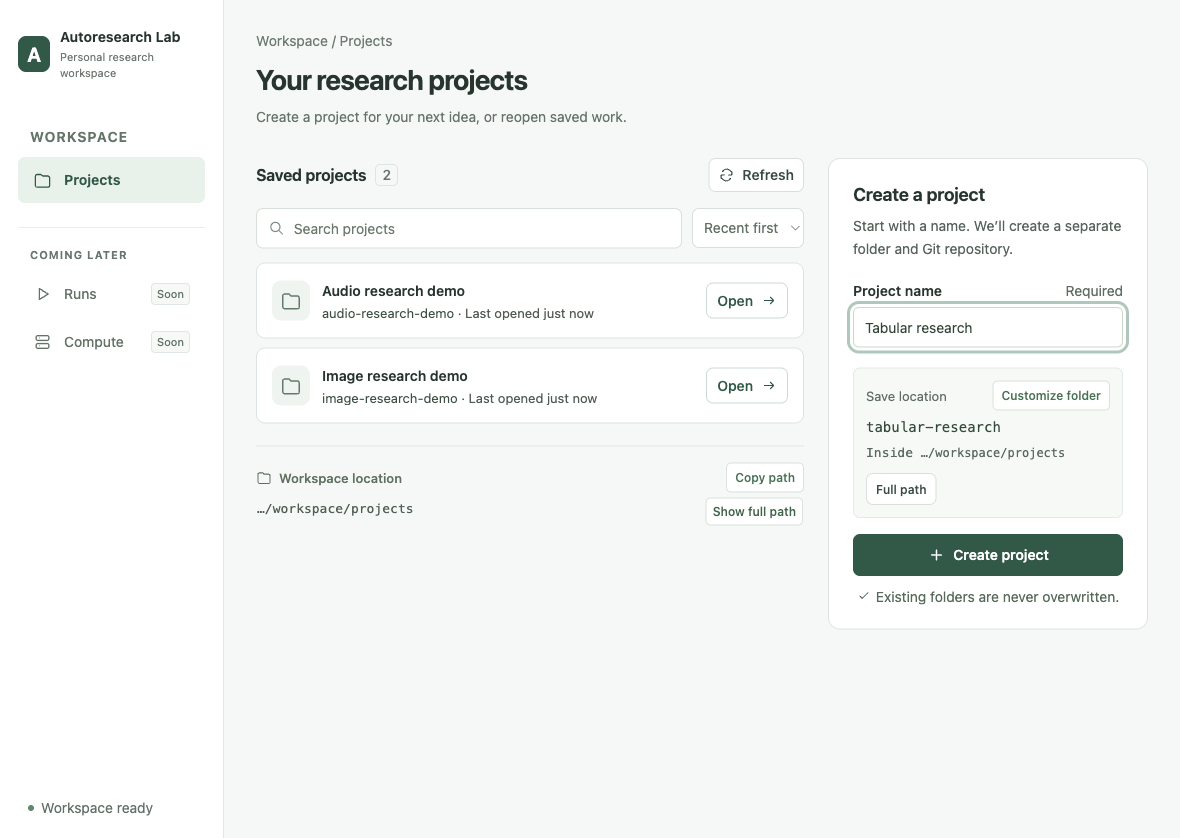 A
Autoresearch Lab
Personal research
workspace
WORKSPACE
Projects
COMING LATER
Runs
Soon
Compute
Soon
Workspace ready
Workspace / Projects
Your research projects
Create a project for your next idea, or reopen saved work.
Saved projects 2
Refresh
Search projects
Recent first
Audio research demo
audio-research-demo · Last opened just now
Open
Image research demo
image-research-demo · Last opened just now
Open
Workspace location
Copy path
…/workspace/projects
Show full path
Create a project
Start with a name. We’ll create a separate
folder and Git repository.
Project name
Required
Tabular research
Save location
Customize folder
tabular-research
Inside …/workspace/projects
Full path
Create project
Existing folders are never overwritten.